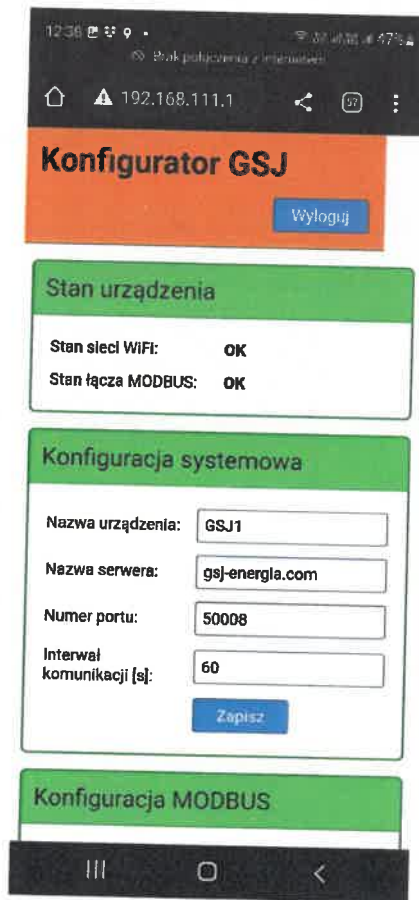 12:36
Brak połączenia z internetem
192.168.111.1
57
Konfigurator GSJ
Wyloguj
Stan urządzenia
Stan sieci WiFi: OK
Stan łącza MODBUS: OK
Konfiguracja systemowa
Nazwa urządzenia: GSJ1
Nazwa serwera: gsj-energia.com
Numer portu: 50008
Interwał
komunikacji [s]: 60
Zapisz
Konfiguracja MODBUS